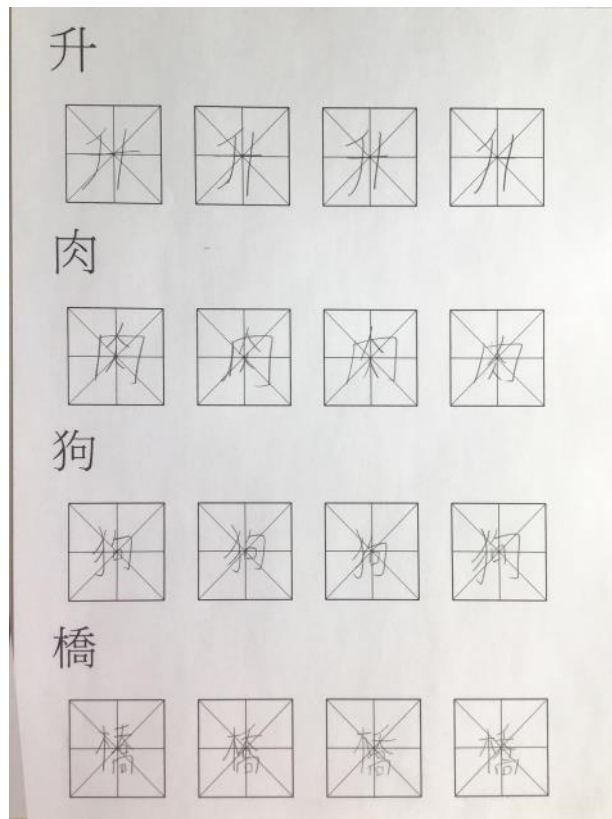 升
升 升 升 升
肉
肉 肉 肉 肉
狗
狗 狗 狗 狗
橋
橋 橋 橋 橋